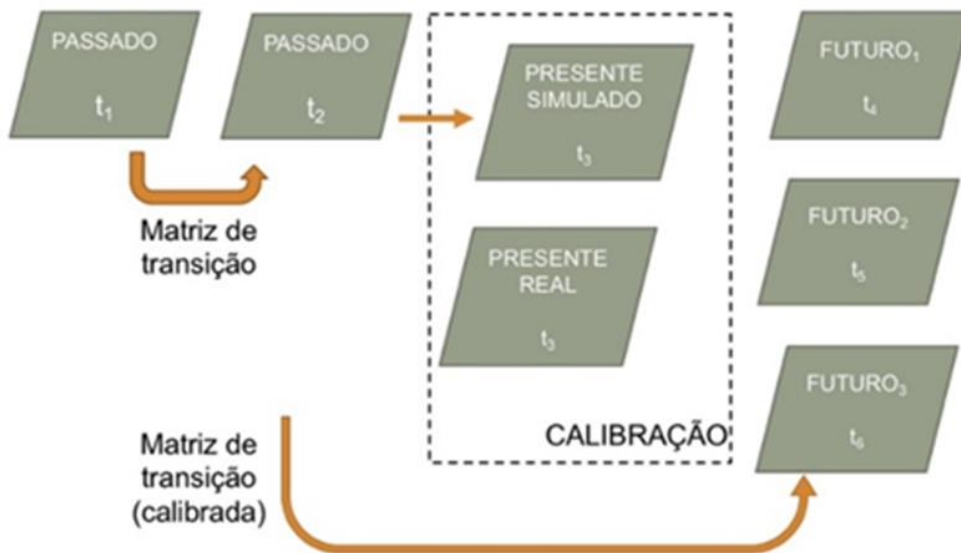 PASSADO
t₁
PASSADO
t₂
Matriz de
transição
PRESENTE
SIMULADO
t₃
PRESENTE
REAL
t₃
CALIBRAÇÃO
FUTURO₁
t₄
FUTURO₂
t₅
FUTURO₃
t₆
Matriz de
transição
(calibrada)